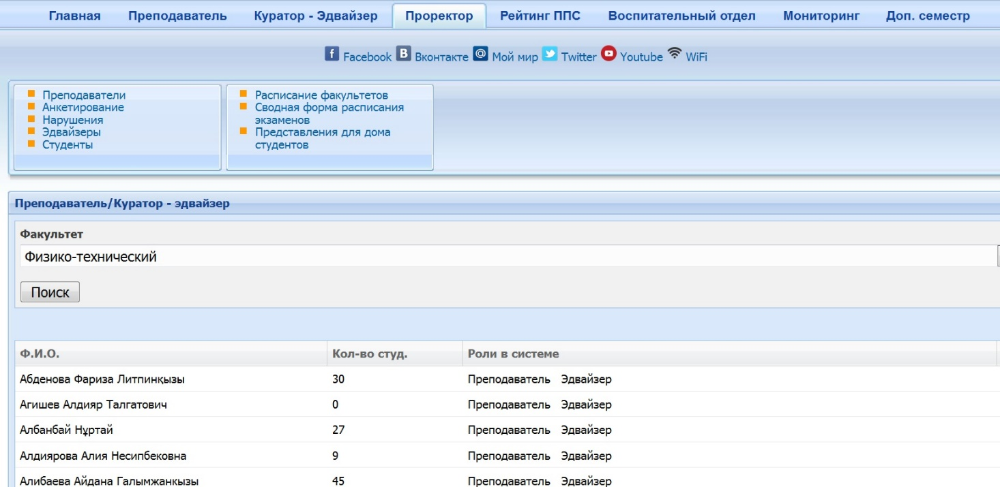 Главная Преподаватель Куратор - Эдвайзер Проректор Рейтинг ППС Воспитательный отдел Мониторинг Доп. семестр
f Facebook B Вконтакте @ Мой мир Twitter Youtube WiFi
Преподаватели
Анкетирование
Нарушения
Эдвайзеры
Студенты
Расписание факультетов
Сводная форма расписания
экзаменов
Представления для дома
студентов
Преподаватель/Куратор - эдвайзер
Факультет
Физико-технический
Поиск
Ф.И.О. Кол-во студ. Роли в системе
Абденова Фариза Литпинқызы 30 Преподаватель Эдвайзер
Агишев Алдияр Талгатович 0 Преподаватель Эдвайзер
Албанбай Нұртай 27 Преподаватель Эдвайзер
Алдиярова Алия Несипбековна 9 Преподаватель Эдвайзер
Алибаева Айдана Галымжанкызы 45 Преподаватель Эдвайзер